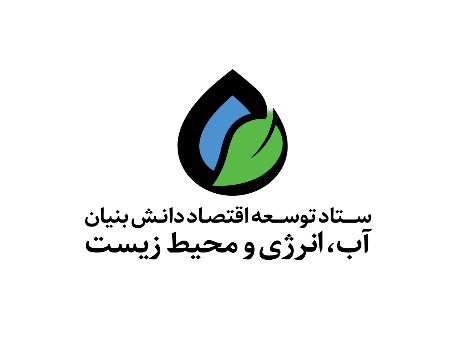 ستاد توسعه اقتصاد دانش بنیان
آب، انرژی و محیط زیست